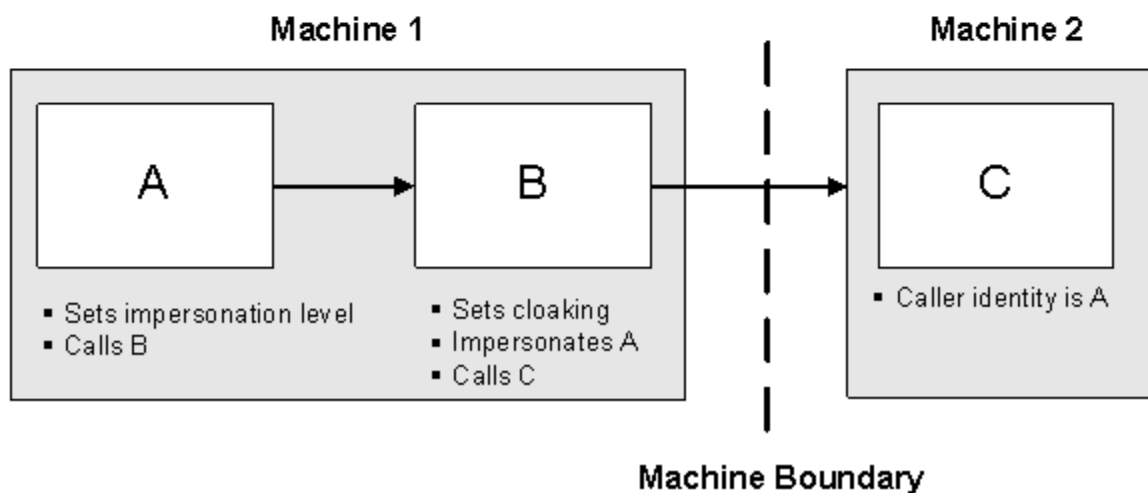 Machine 1
Machine 2
A
B
C
▪ Sets impersonation level
▪ Calls B
▪ Sets cloaking
▪ Impersonates A
▪ Calls C
▪ Caller identity is A
Machine Boundary